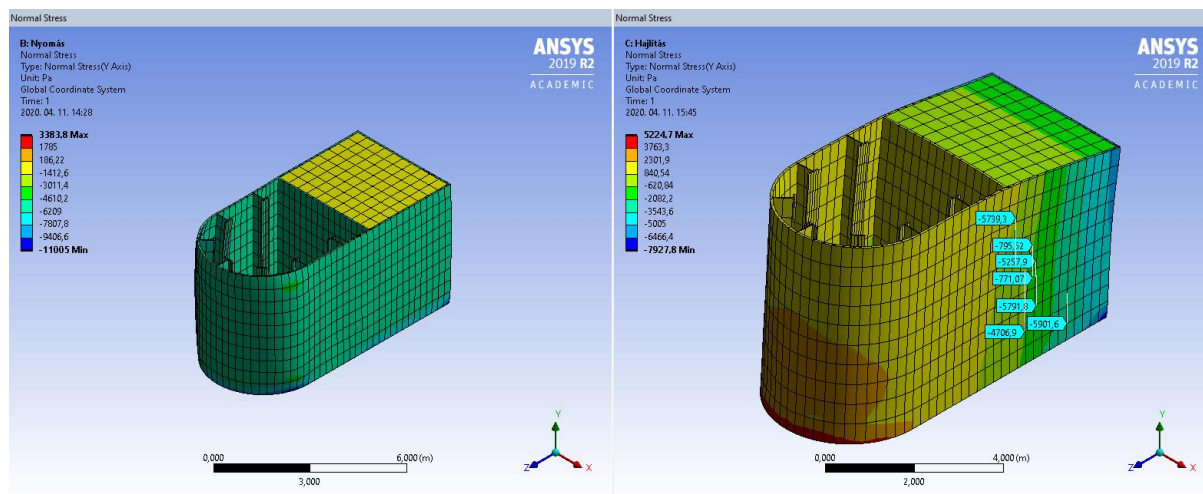 Normal Stress
B: Nyomás
Normal Stress
Type: Normal Stress(Y Axis)
Unit: Pa
Global Coordinate System
Time: 1
2020. 04. 11. 14:28
3383,8 Max
1785
186,22
-1412,6
-3011,4
-4610,2
-6209
-7807,8
-9406,6
-11005 Min
ANSYS
2019 R2
ACADEMIC
0,000
6,000 (m)
3,000
Y
Z
X
Normal Stress
C: Hajlítás
Normal Stress
Type: Normal Stress(Y Axis)
Unit: Pa
Global Coordinate System
Time: 1
2020. 04. 11. 15:45
5224,7 Max
3763,3
2301,9
840,54
-620,84
-2082,2
-3543,6
-5005
-6466,4
-7927,8 Min
ANSYS
2019 R2
ACADEMIC
-5739,3
-795,52
-5257,9
-771,07
-5791,8
-5901,6
-4706,9
0,000
4,000 (m)
2,000
Y
Z
X